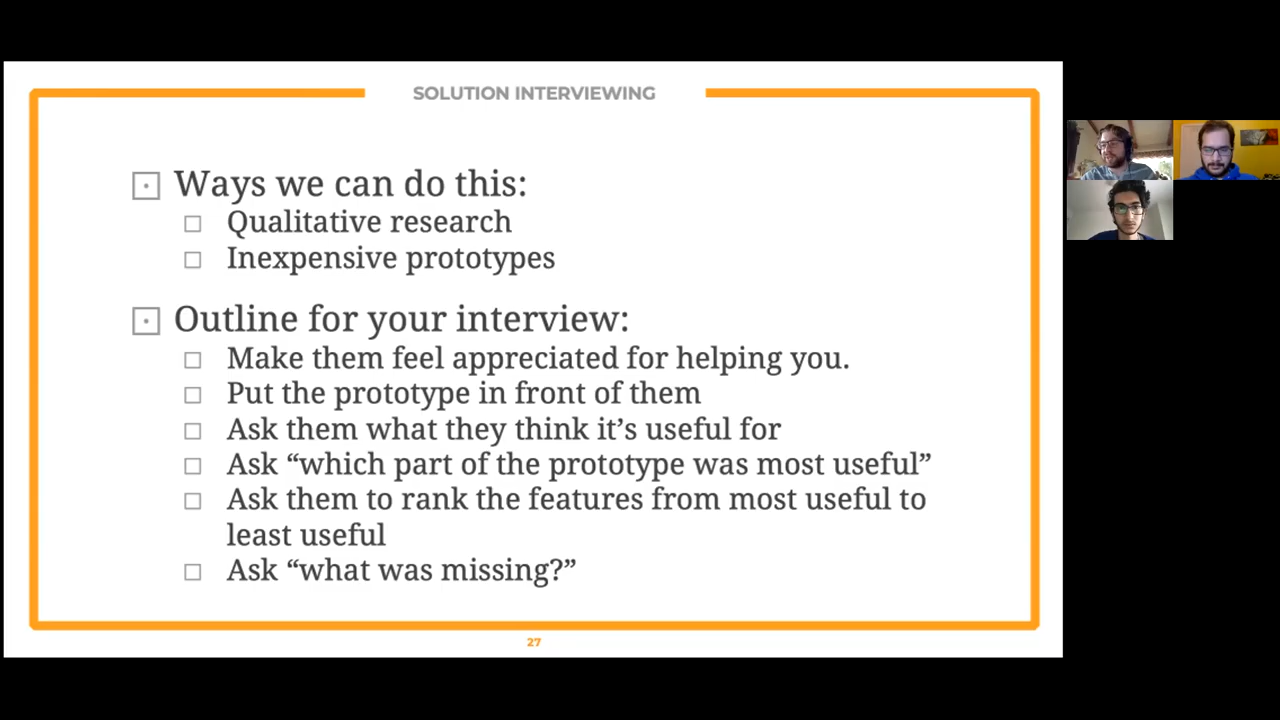 SOLUTION INTERVIEWING
Ways we can do this:
Qualitative research
Inexpensive prototypes
Outline for your interview:
Make them feel appreciated for helping you.
Put the prototype in front of them
Ask them what they think it’s useful for
Ask “which part of the prototype was most useful”
Ask them to rank the features from most useful to
least useful
Ask “what was missing?”
27